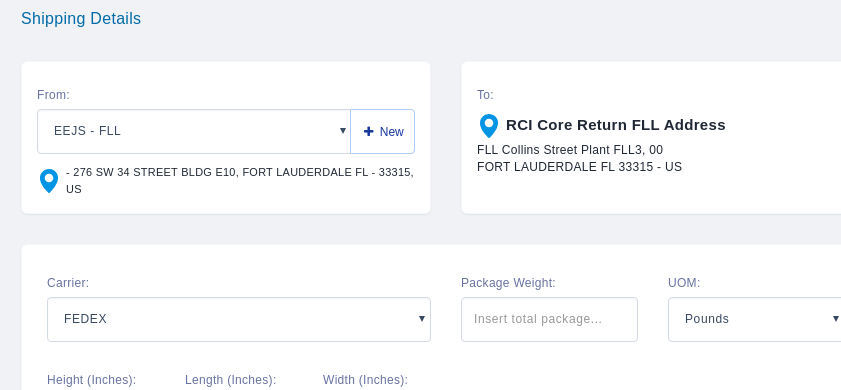 Shipping Details
From:
EEJS - FLL
New
- 276 SW 34 STREET BLDG E10, FORT LAUDERDALE FL - 33315,
US
To:
RCI Core Return FLL Address
FLL Collins Street Plant FLL3, 00
FORT LAUDERDALE FL 33315 - US
Carrier:
FEDEX
Package Weight:
Insert total package...
UOM:
Pounds
Height (Inches):
Length (Inches):
Width (Inches):